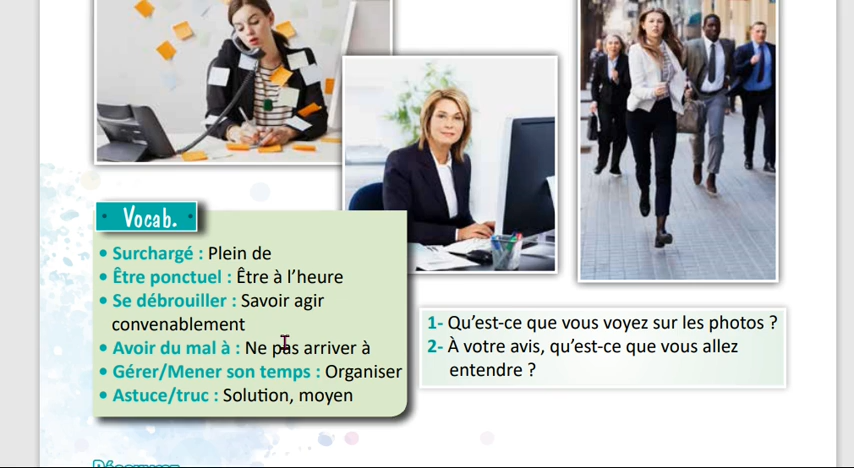 Vocab.
• Surchargé : Plein de
• Être ponctuel : Être à l’heure
• Se débrouiller : Savoir agir
convenablement
• Avoir du mal à : Ne pas arriver à
• Gérer/Mener son temps : Organiser
• Astuce/truc : Solution, moyen
1- Qu’est-ce que vous voyez sur les photos ?
2- À votre avis, qu’est-ce que vous allez
entendre ?